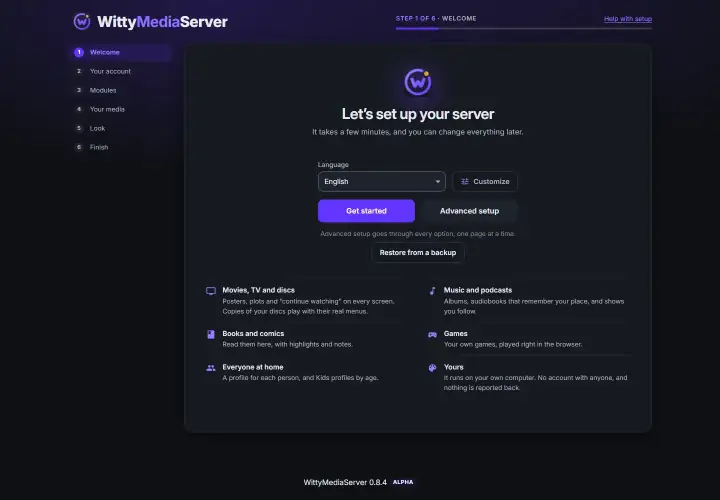 WittyMediaServer
STEP 1 OF 6 - WELCOME
Help with setup
1 Welcome
2 Your account
3 Modules
4 Your media
5 Look
6 Finish
W
Let's set up your server
It takes a few minutes, and you can change everything later.
Language
English
Customize
Get started
Advanced setup
Advanced setup goes through every option, one page at a time.
Restore from a backup
Movies, TV and discs
Posters, plots and "continue watching" on every screen.
Copies of your discs play with their real menus.
Music and podcasts
Albums, audiobooks that remember your place, and shows
you follow.
Books and comics
Read them here, with highlights and notes.
Games
Your own games, played right in the browser.
Everyone at home
A profile for each person, and Kids profiles by age.
Yours
It runs on your own computer. No account with anyone, and
nothing is reported back.
WittyMediaServer 0.8.4 ALPHA